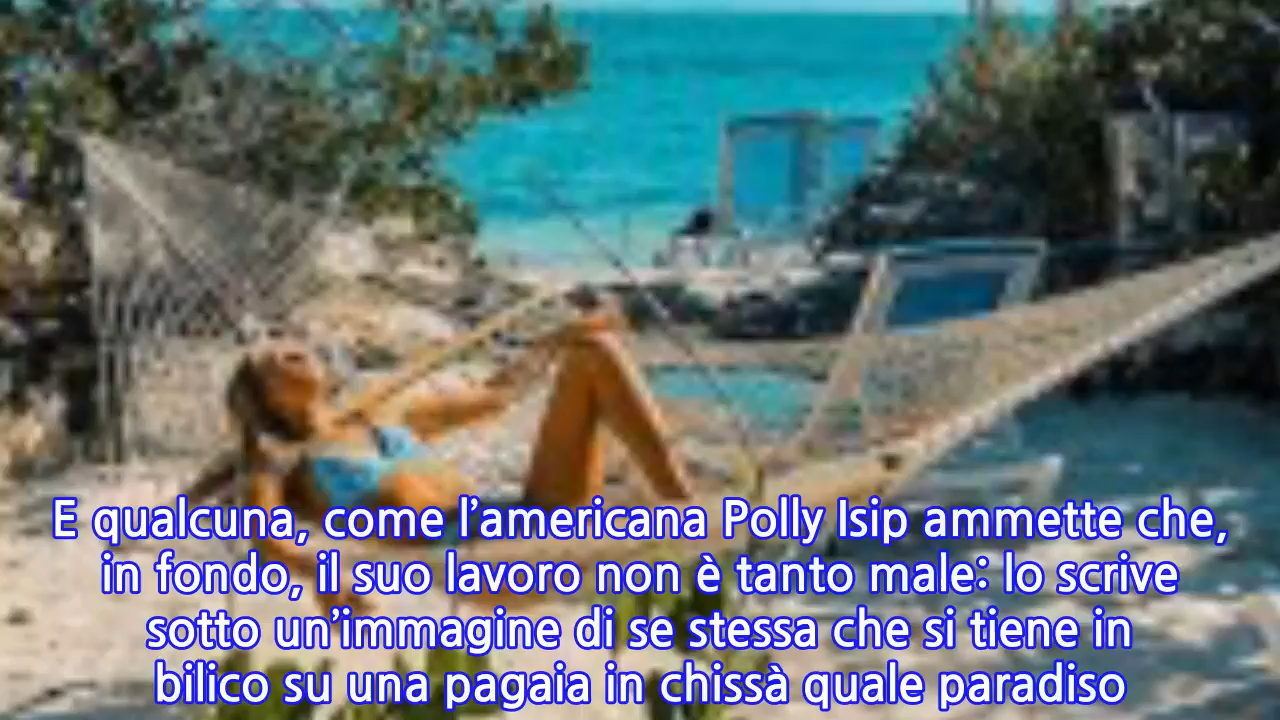 E qualcuna, come l'americana Polly Isip ammette che,
in fondo, il suo lavoro non è tanto male: lo scrive
sotto un'immagine di se stessa che si tiene in
bilico su una pagaia in chissà quale paradiso